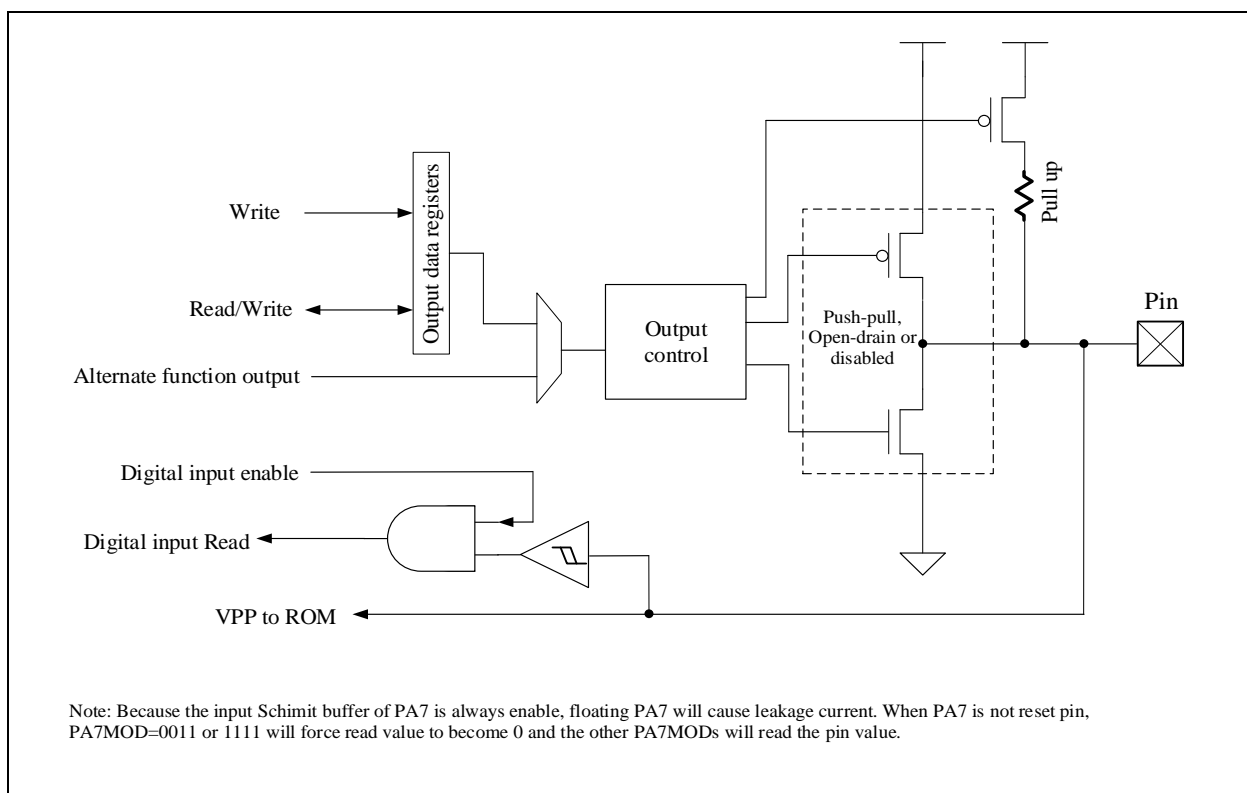 Write
Output data registers
Read/Write
Alternate function output
Output
control
Push-pull,
Open-drain or
disabled
Pull up
Pin
Digital input enable
Digital input Read
VPP to ROM
Note: Because the input Schimit buffer of PA7 is always enable, floating PA7 will cause leakage current. When PA7 is not reset pin,
PA7MOD=0011 or 1111 will force read value to become 0 and the other PA7MODs will read the pin value.